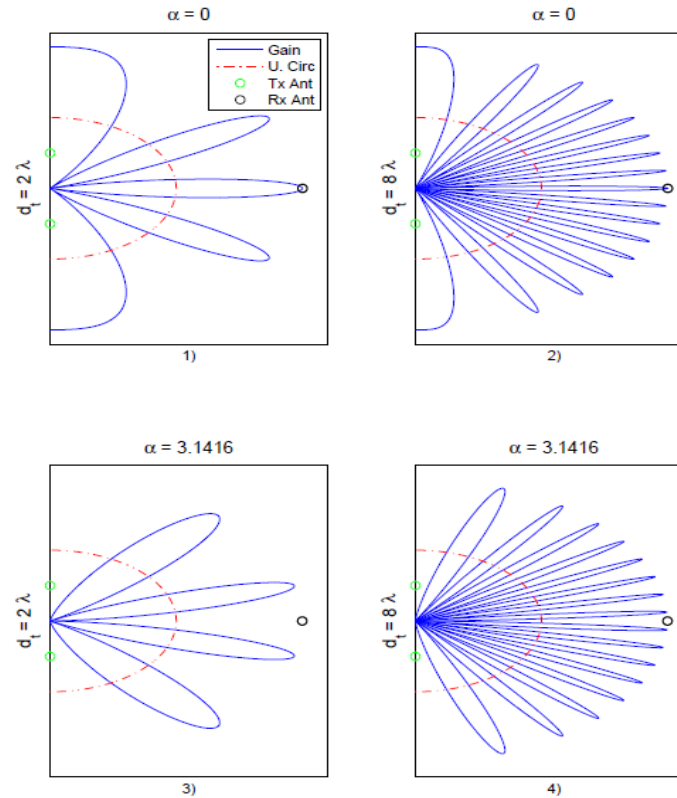 α = 0
d_t = 2 λ
Gain
U. Circ
Tx Ant
Rx Ant
1)
α = 0
d_t = 8 λ
2)
α = 3.1416
d_t = 2 λ
3)
α = 3.1416
d_t = 8 λ
4)